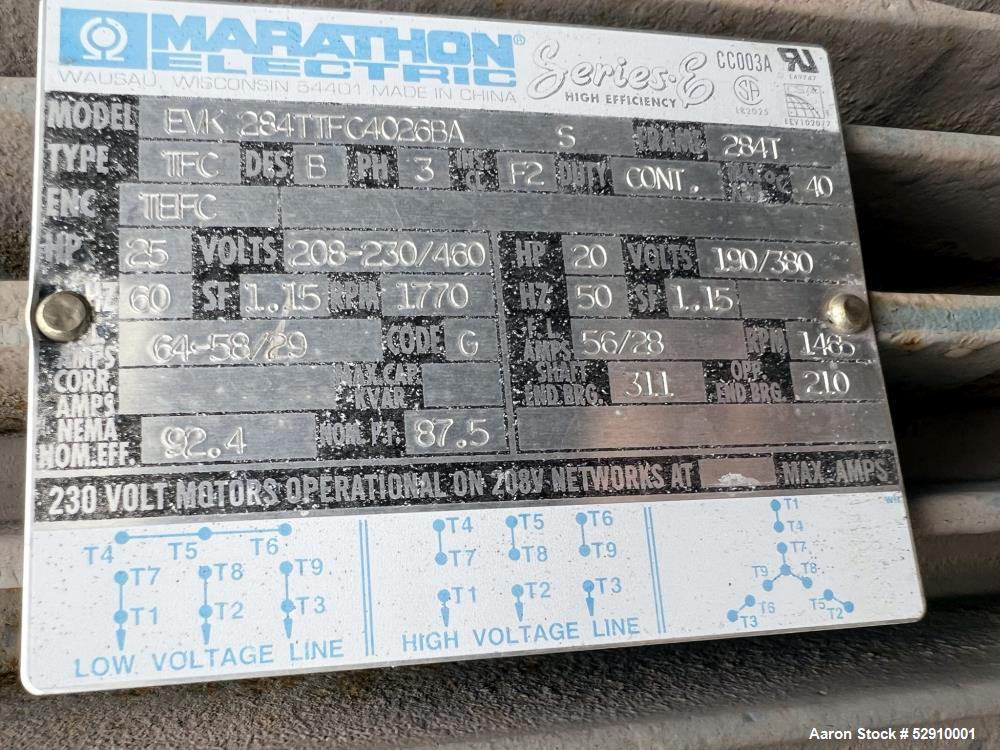 MARATHON®
ELECTRIC
WAUSAU, WISCONSIN 54401 MADE IN CHINA
Series-E
HIGH EFFICIENCY
CC003A
LR2025
MODEL EVK 284TTFC4026BA S FRAME 284T
TYPE TFC DES B PH 3 INS CL F2 DUTY CONT. 40
ENC TEFC
HP 25 VOLTS 208-230/460 HP 20 VOLTS 190/380
HZ 60 SF 1.15 RPM 1770 HZ 50 SF 1.15
AMPS 64-58/29 CODE G F.L. AMPS 56/28 RPM 1465
CORR. AMPS MAX.CAP. KVAR SHAFT END BRG. 311 OPP END BRG 210
NEMA NOM.EFF. 92.4 NOM. P.F. 87.5
230 VOLT MOTORS OPERATIONAL ON 208V NETWORKS AT MAX. AMPS
T4 T5 T6
T7 T8 T9
T1 T2 T3
LOW VOLTAGE LINE
T4 T5 T6
T7 T8 T9
T1 T2 T3
HIGH VOLTAGE LINE
T1
T4
T7
T9 T8
T6 T5
T3 T2
Aaron Stock # 52910001